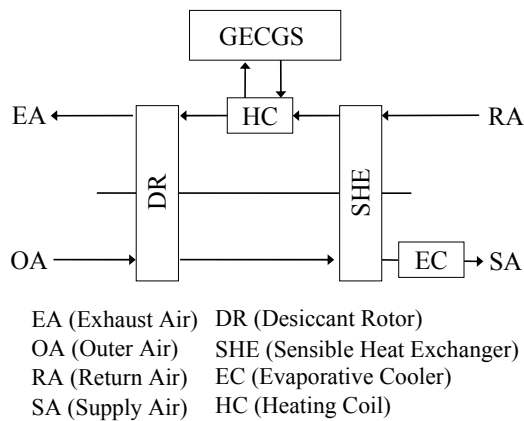 GECGS
EA
HC
RA
DR
SHE
OA
EC
SA
EA (Exhaust Air) DR (Desiccant Rotor)
OA (Outer Air) SHE (Sensible Heat Exchanger)
RA (Return Air) EC (Evaporative Cooler)
SA (Supply Air) HC (Heating Coil)